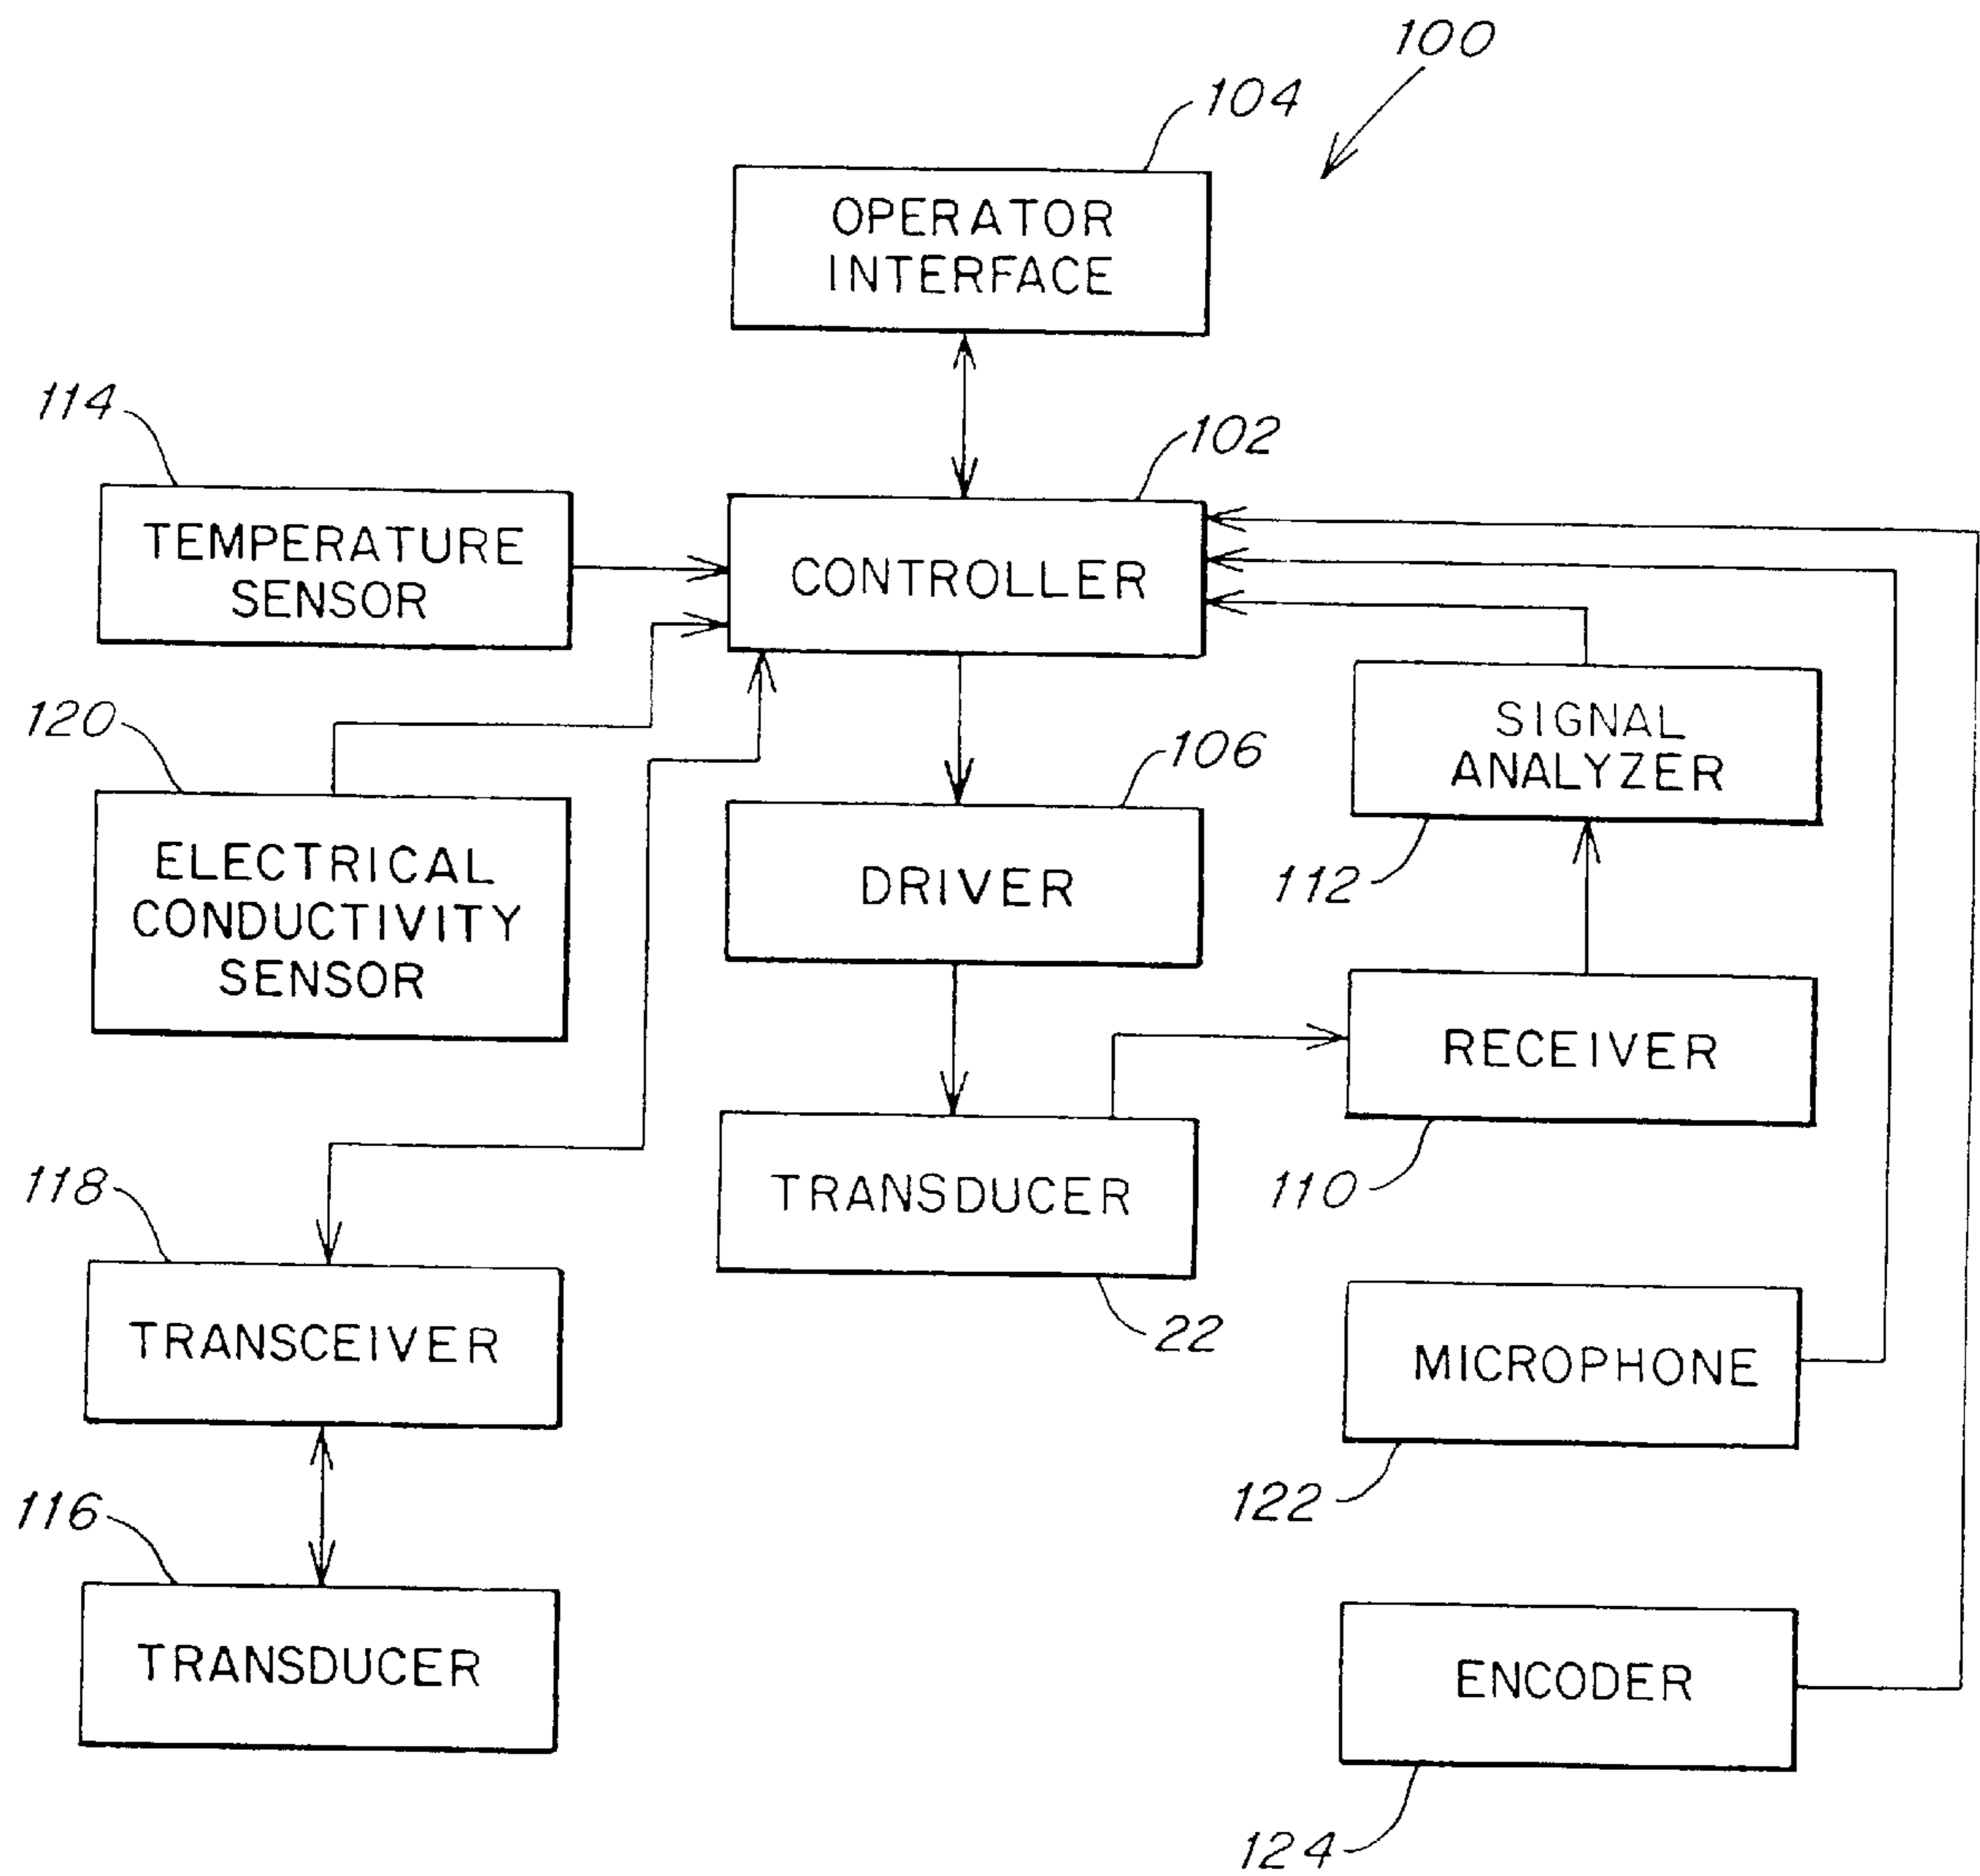 100
104
OPERATOR
INTERFACE
114
102
TEMPERATURE
SENSOR
CONTROLLER
120
106
SIGNAL
ANALYZER
ELECTRICAL
CONDUCTIVITY
SENSOR
DRIVER
112
RECEIVER
118
TRANSDUCER
110
22
TRANSCEIVER
MICROPHONE
116
122
TRANSDUCER
ENCODER
124